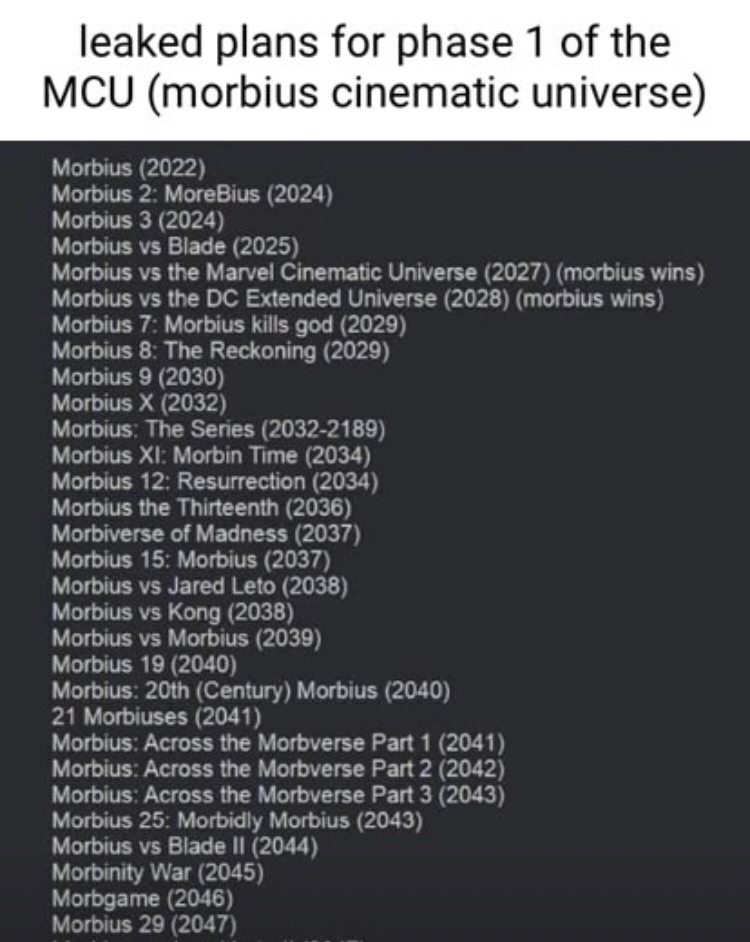 leaked plans for phase 1 of the
MCU (morbius cinematic universe)
Morbius (2022)
Morbius 2: MoreBius (2024)
Morbius 3 (2024)
Morbius vs Blade (2025)
Morbius vs the Marvel Cinematic Universe (2027) (morbius wins)
Morbius vs the DC Extended Universe (2028) (morbius wins)
Morbius 7: Morbius kills god (2029)
Morbius 8: The Reckoning (2029)
Morbius 9 (2030)
Morbius X (2032)
Morbius: The Series (2032-2189)
Morbius XI: Morbin Time (2034)
Morbius 12: Resurrection (2034)
Morbius the Thirteenth (2036)
Morbiverse of Madness (2037)
Morbius 15: Morbius (2037)
Morbius vs Jared Leto (2038)
Morbius vs Kong (2038)
Morbius vs Morbius (2039)
Morbius 19 (2040)
Morbius: 20th (Century) Morbius (2040)
21 Morbiuses (2041)
Morbius: Across the Morbverse Part 1 (2041)
Morbius: Across the Morbverse Part 2 (2042)
Morbius: Across the Morbverse Part 3 (2043)
Morbius 25: Morbidly Morbius (2043)
Morbius vs Blade II (2044)
Morbinity War (2045)
Morbgame (2046)
Morbius 29 (2047)